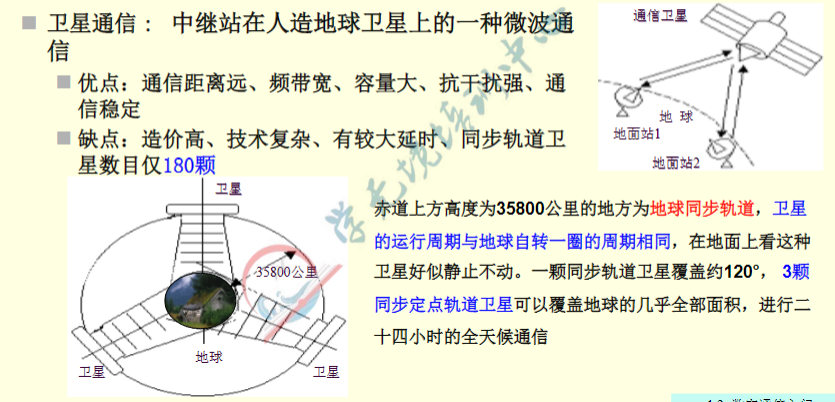 卫星通信： 中继站在人造地球卫星上的一种微波通
信
优点：通信距离远、频带宽、容量大、抗干扰强、通
信稳定
缺点：造价高、技术复杂、有较大延时、同步轨道卫
星数目仅180颗
通信卫星
地 球
地面站1
地面站2
卫星
35800公里
地球
卫星
卫星
赤道上方高度为35800公里的地方为地球同步轨道，卫星
的运行周期与地球自转一圈的周期相同，在地面上看这种
卫星好似静止不动。一颗同步轨道卫星覆盖约120°， 3颗
同步定点轨道卫星可以覆盖地球的几乎全部面积，进行二
十四小时的全天候通信
学无境培训中心